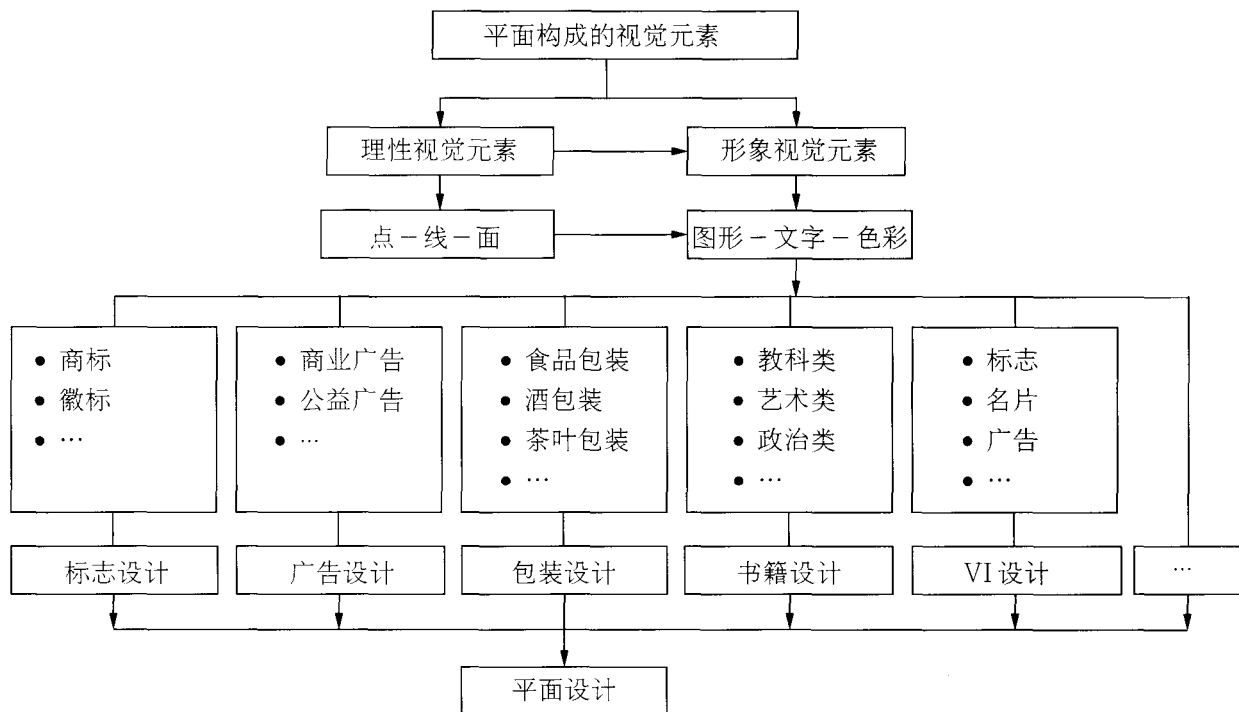 平面构成的视觉元素
理性视觉元素
形象视觉元素
点－线－面
图形－文字－色彩
● 商标
● 徽标
● …
● 商业广告
● 公益广告
● …
● 食品包装
● 酒包装
● 茶叶包装
● …
● 教科类
● 艺术类
● 政治类
● …
● 标志
● 名片
● 广告
● …
标志设计
广告设计
包装设计
书籍设计
VI设计
…
平面设计